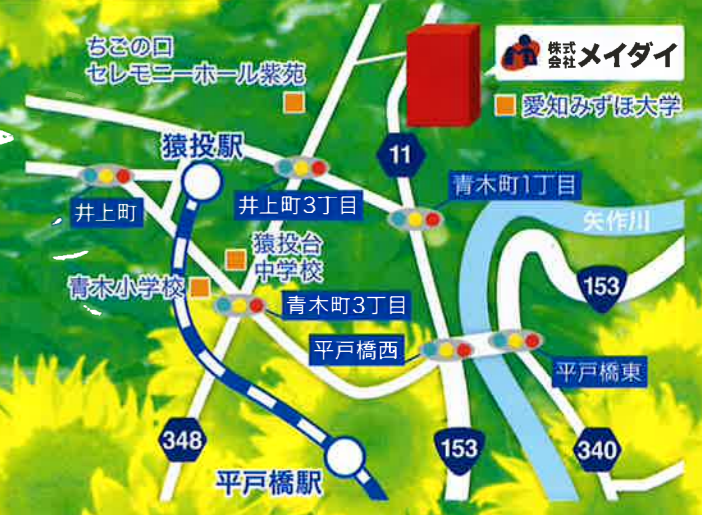 ちごの口
セレモニーホール紫苑
株式
会社 メイダイ
愛知みずほ大学
猿投駅
11
青木町1丁目
井上町
井上町3丁目
矢作川
猿投台
中学校
青木小学校
153
青木町3丁目
平戸橋西
平戸橋東
348
153
340
平戸橋駅